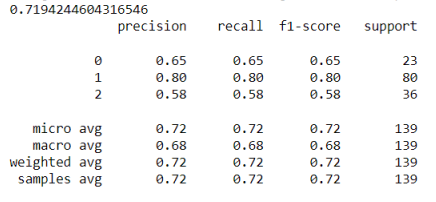 0.7194244604316546
precision recall f1-score support
0 0.65 0.65 0.65 23
1 0.80 0.80 0.80 80
2 0.58 0.58 0.58 36
micro avg 0.72 0.72 0.72 139
macro avg 0.68 0.68 0.68 139
weighted avg 0.72 0.72 0.72 139
samples avg 0.72 0.72 0.72 139